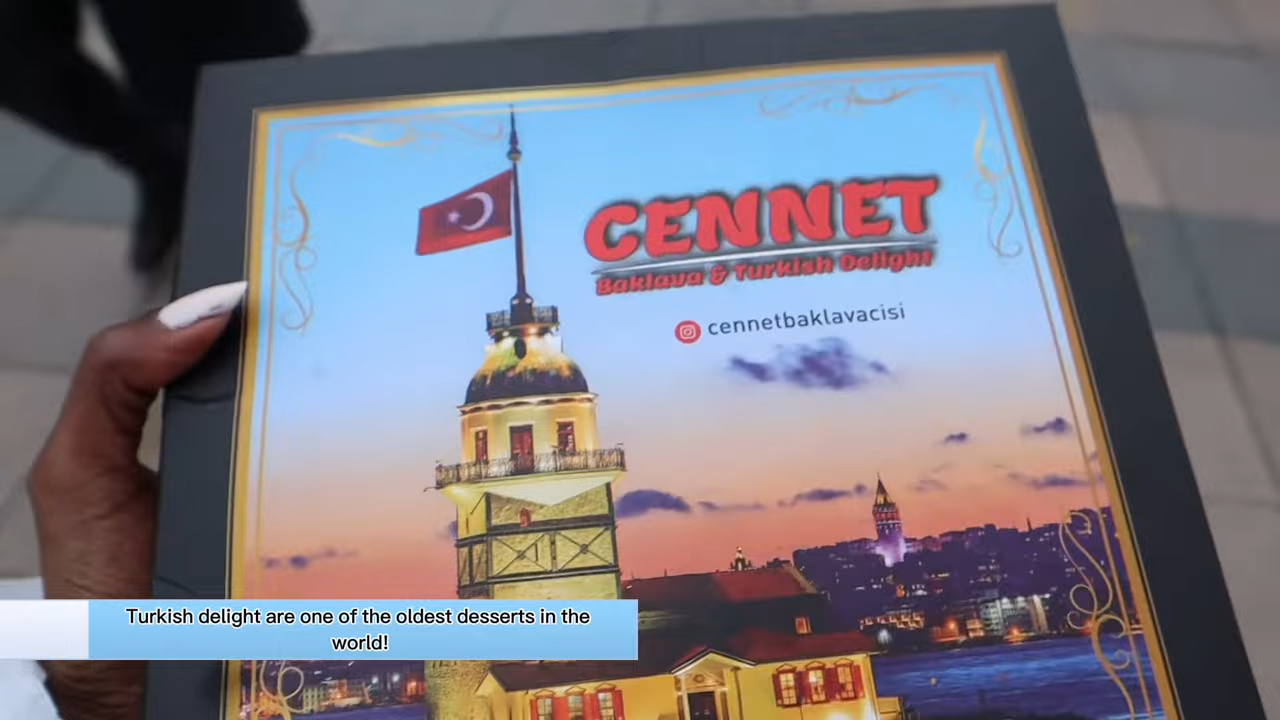 CENNET
Baklava & Turkish Delight
cennetbaklavacisi
Turkish delight are one of the oldest desserts in the
world!